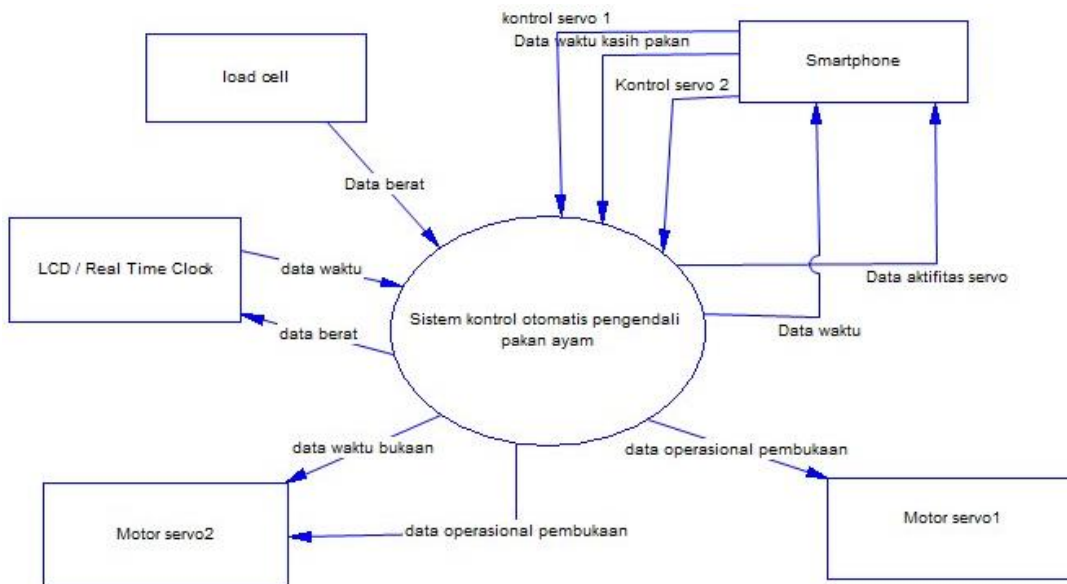 kontrol servo 1
Data waktu kasih pakan
Smartphone
load cell
Kontrol servo 2
Data berat
LCD / Real Time Clock
data waktu
Data aktifitas servo
Sistem kontrol otomatis pengendali
pakan ayam
data berat
Data waktu
data waktu bukaan
data operasional pembukaan
Motor servo2
data operasional pembukaan
Motor servo1